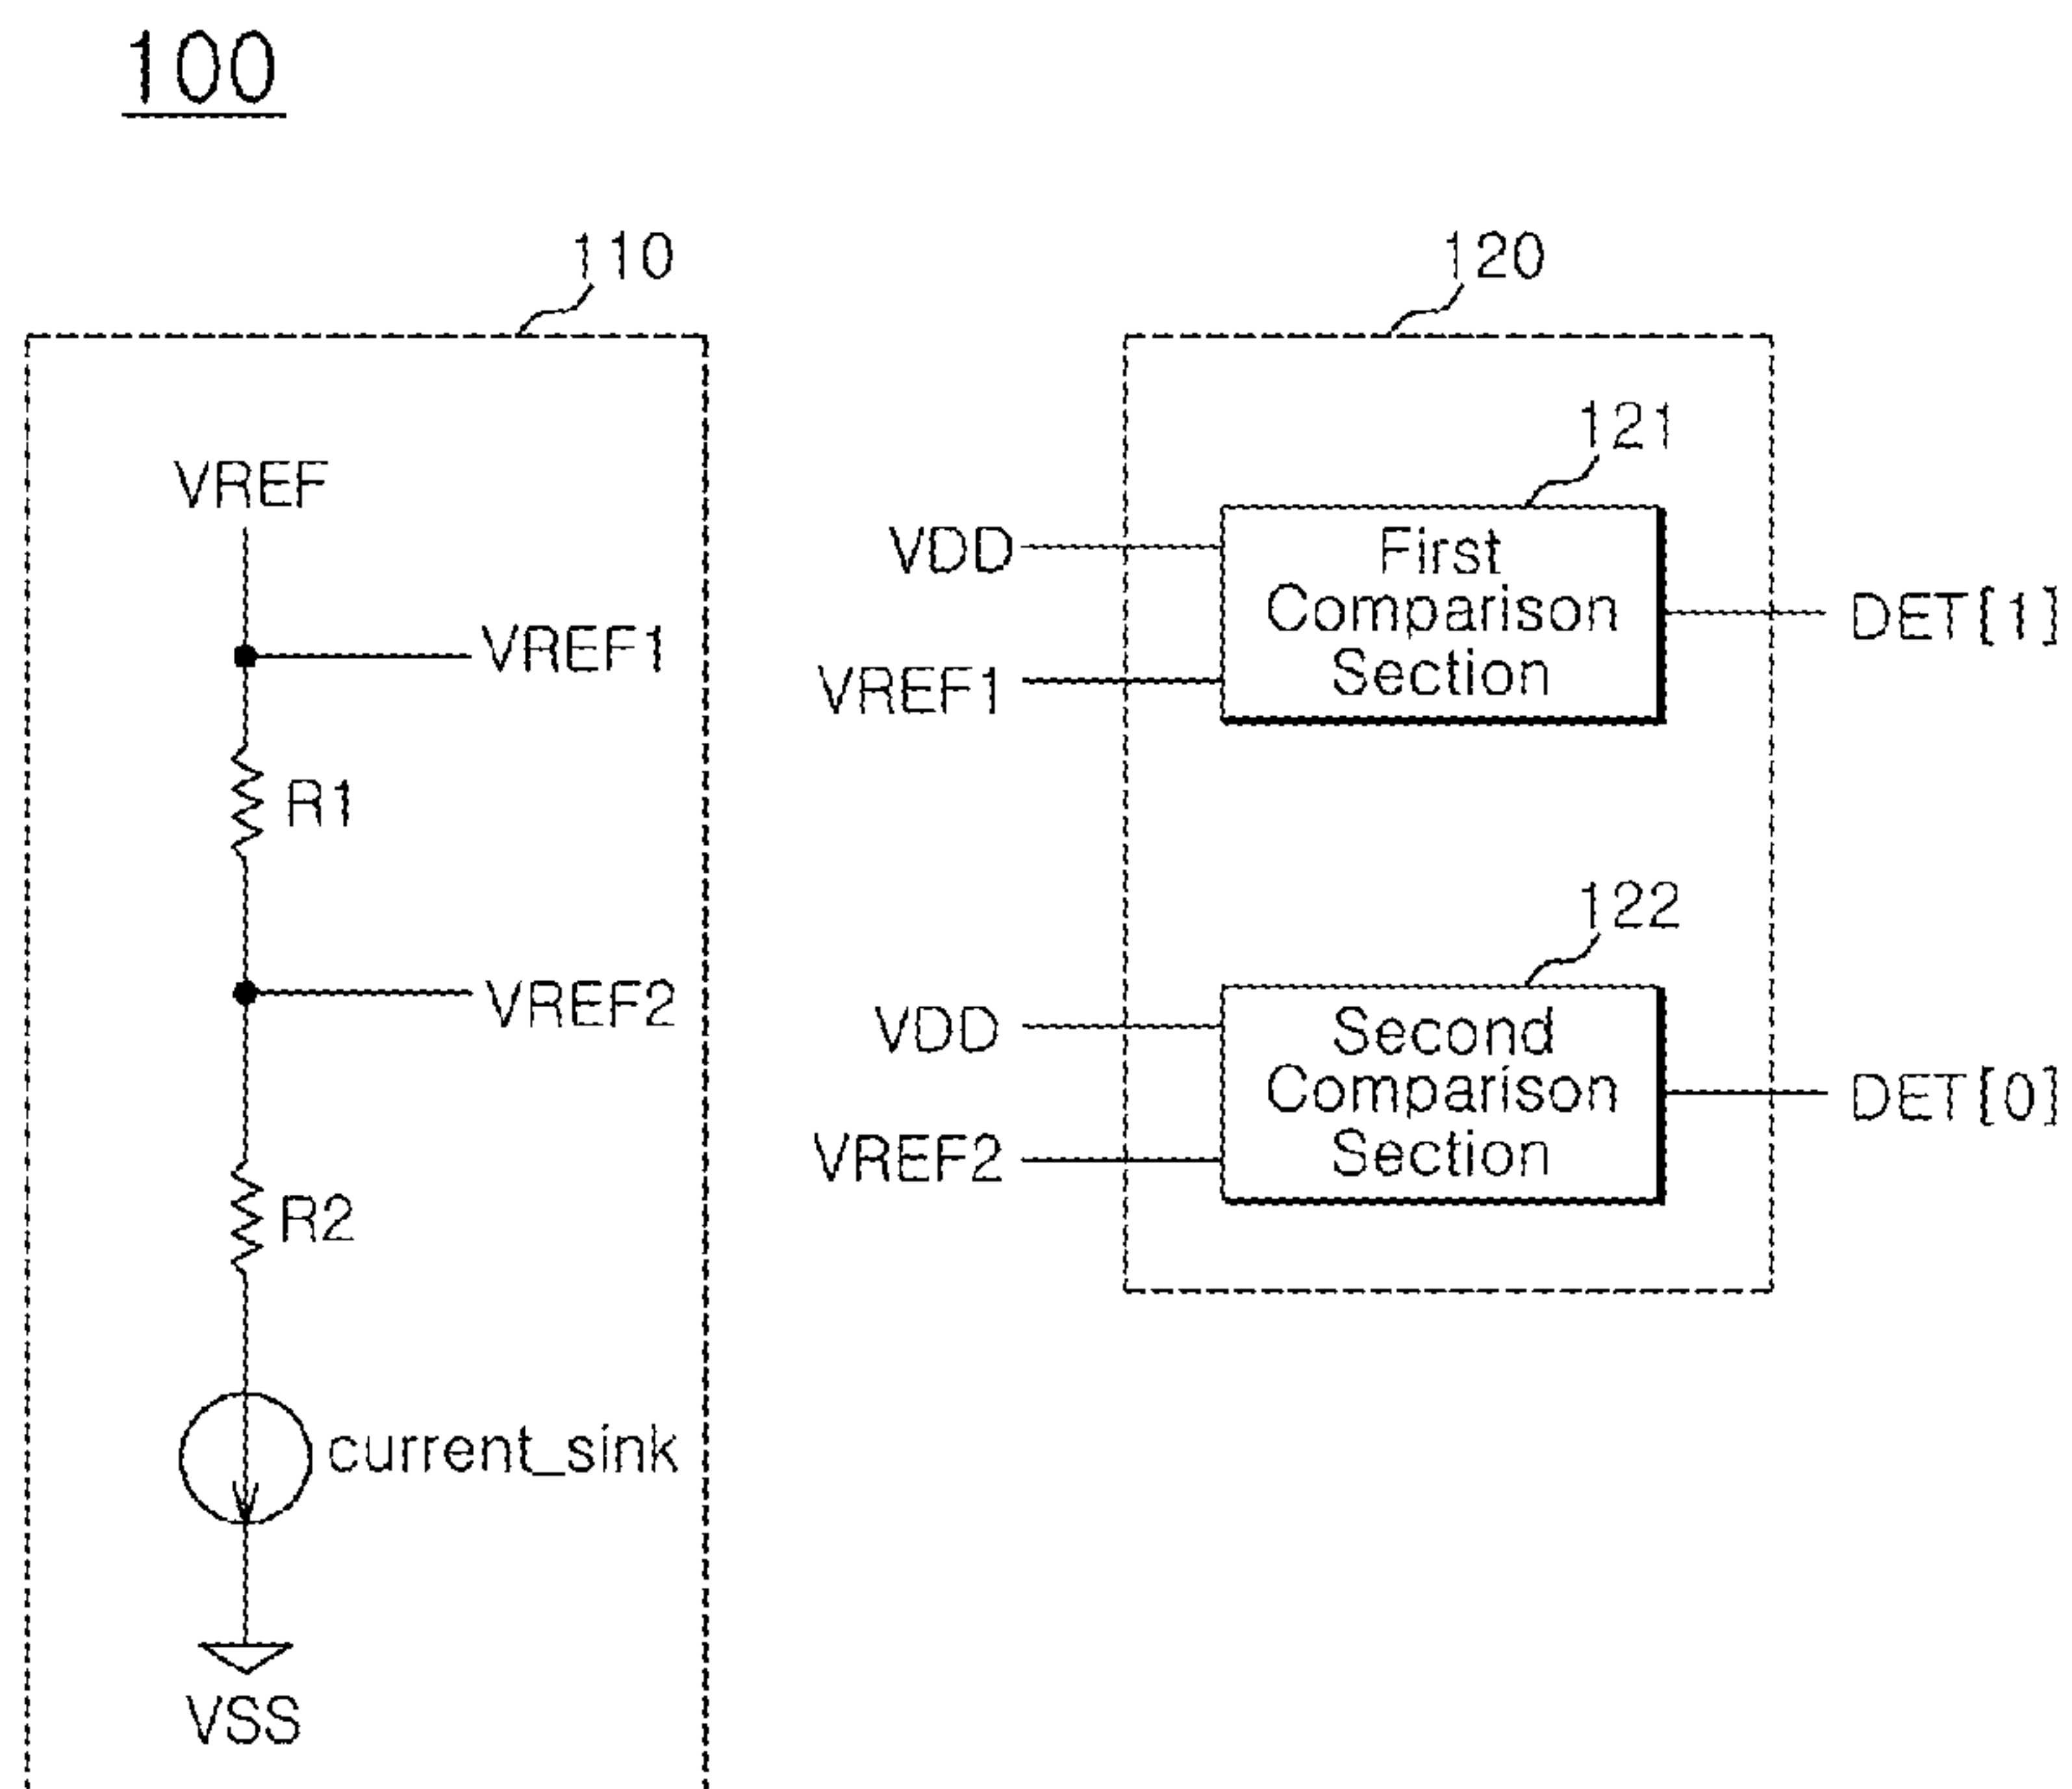 100
110
VREF
VREF1
R1
VREF2
R2
current_sink
VSS
120
121
VDD
VREF1
First
Comparison
Section
DET[1]
122
VDD
VREF2
Second
Comparison
Section
DET[0]